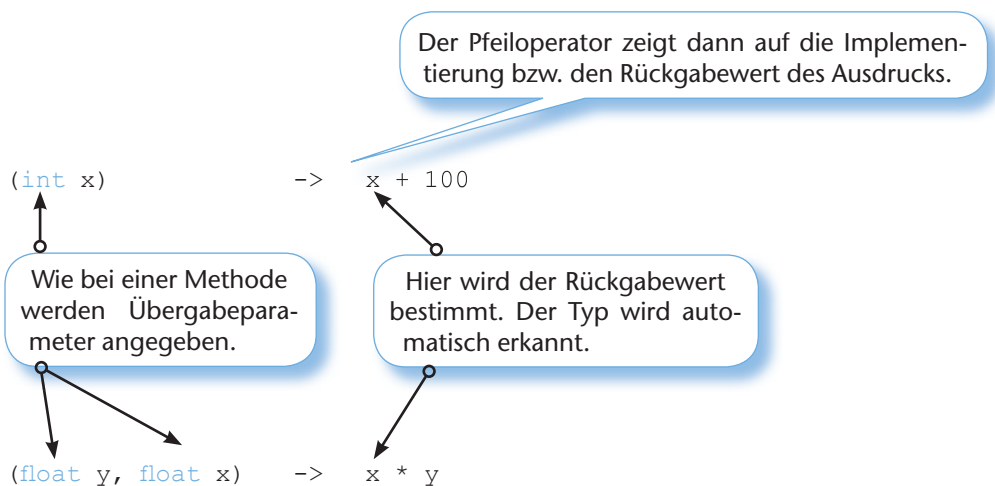 Der Pfeiloperator zeigt dann auf die Implemen-
tierung bzw. den Rückgabewert des Ausdrucks.
(int x) -> x + 100
Wie bei einer Methode
werden Übergabepara-
meter angegeben.
Hier wird der Rückgabewert
bestimmt. Der Typ wird auto-
matisch erkannt.
(float y, float x) -> x * y